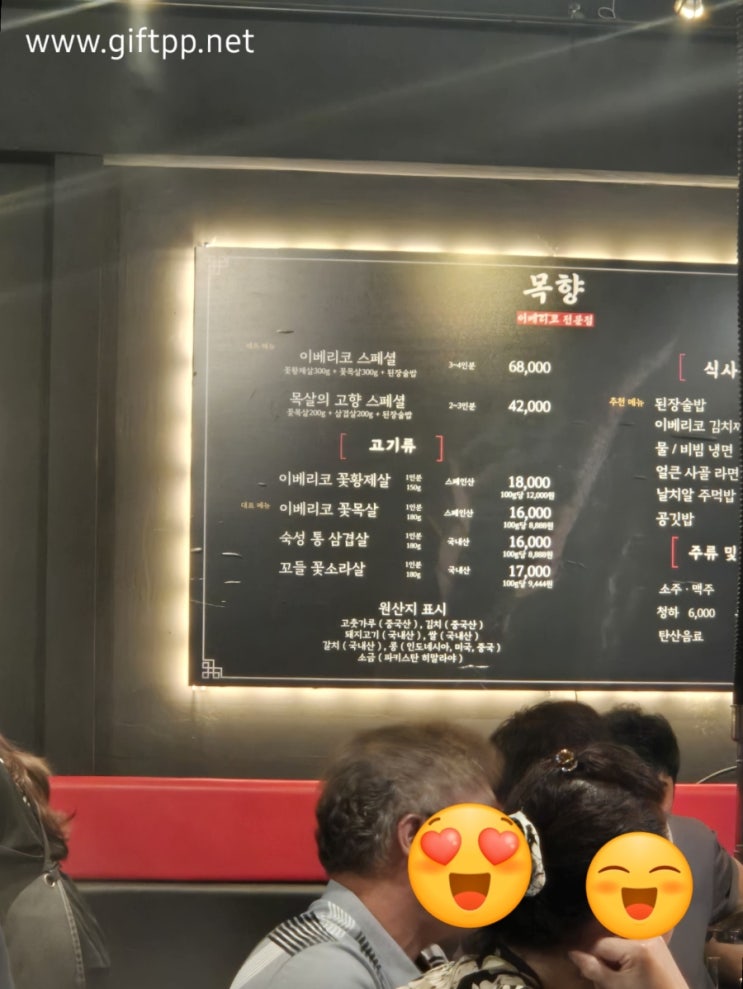 www.giftpp.net
목향
이베리코 전문점
대표 메뉴
이베리코 스페셜 3~4인분 68,000
꽃황제살300g + 꽃목살300g + 된장술밥
목살의 고향 스페셜 2~3인분 42,000
꽃목살200g + 삼겹살200g + 된장술밥
[ 고기류 ]
이베리코 꽃황제살 1인분 150g 스페인산 18,000
100g당 12,000원
대표 메뉴 이베리코 꽃목살 1인분 180g 스페인산 16,000
100g당 8,888원
숙성 통 삼겹살 1인분 180g 국내산 16,000
100g당 8,888원
꼬들 꽃소라살 1인분 180g 국내산 17,000
100g당 9,444원
원산지 표시
고춧가루 ( 중국산 ) , 김치 ( 중국산 )
돼지고기 ( 국내산 ) , 쌀 ( 국내산 )
갈치 ( 국내산 ) , 콩 ( 인도네시아, 미국, 중국 )
소금 ( 파키스탄 히말라야 )
[ 식사
추천 메뉴 된장술밥
이베리코 김치
물 / 비빔 냉면
얼큰 사골 라면
날치알 주먹밥
공깃밥
[ 주류 및
소주 · 맥주
청하 6,000
탄산음료